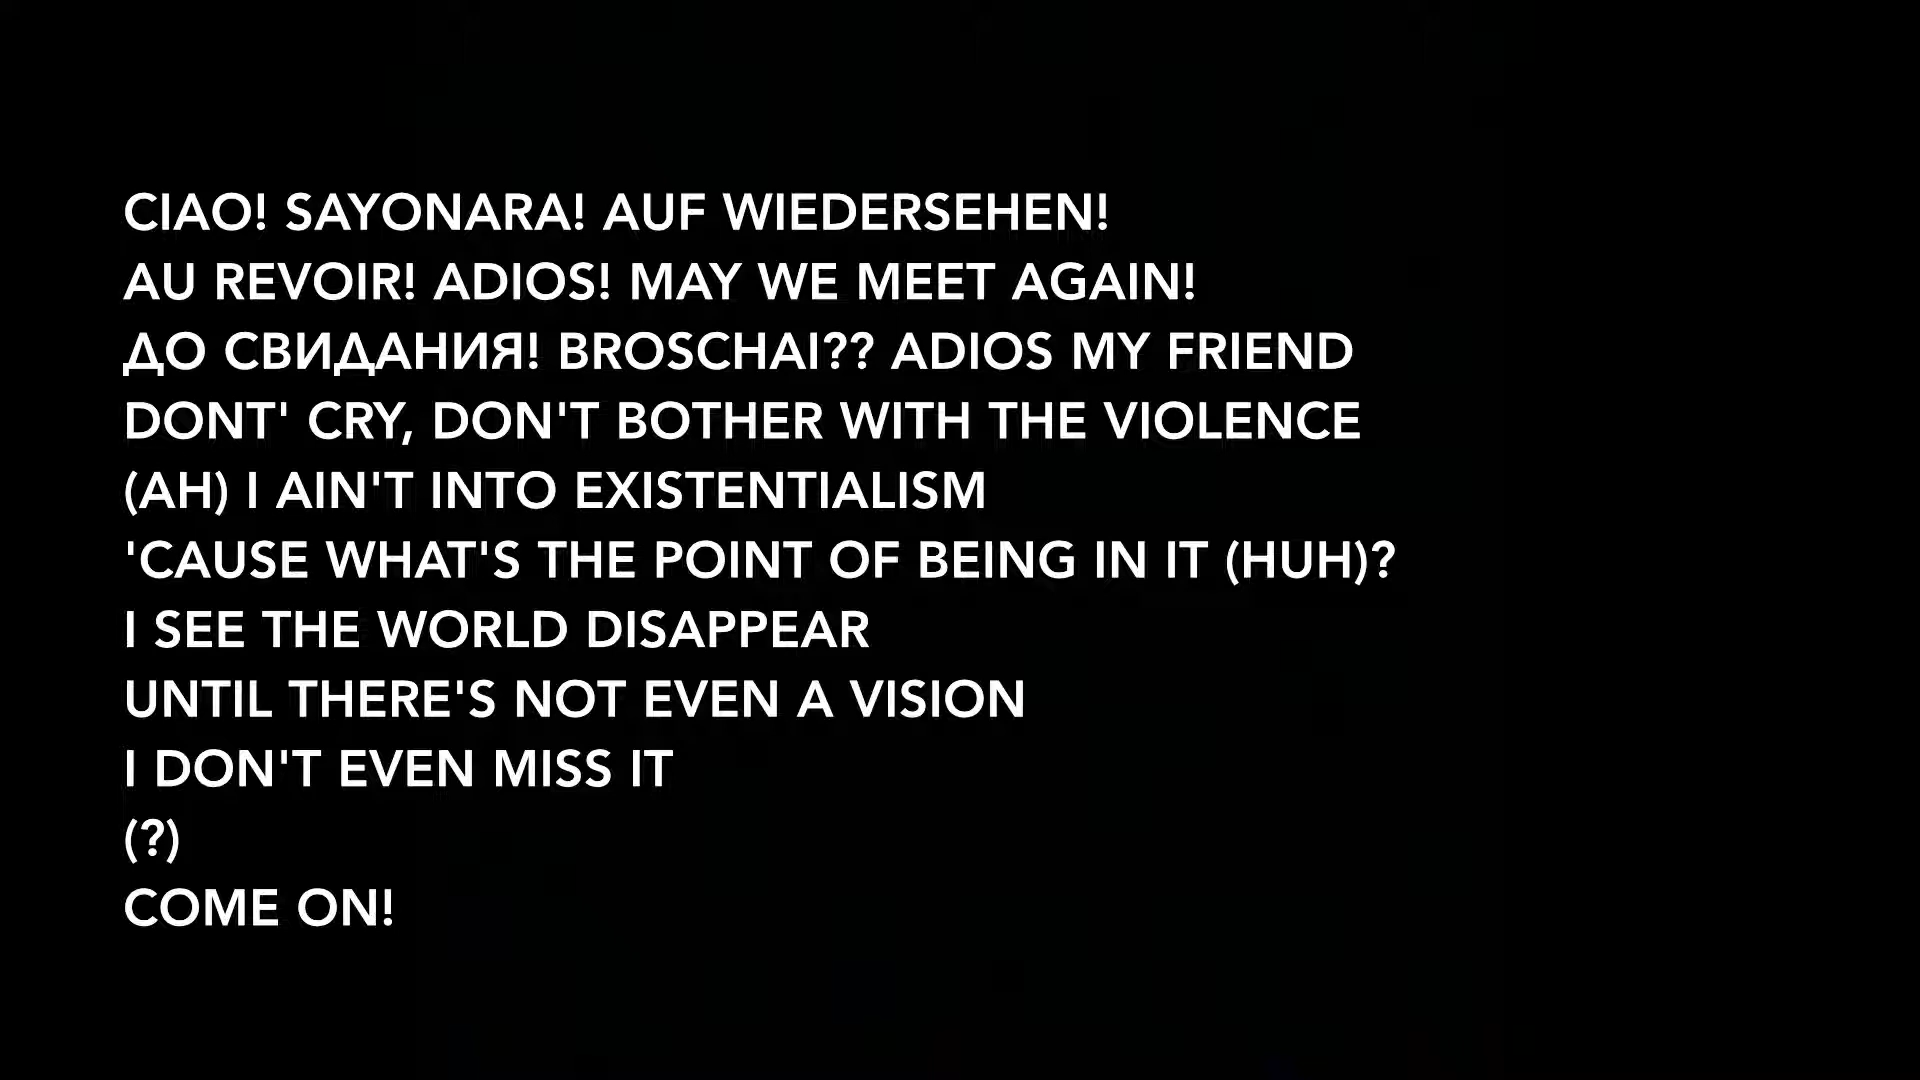 CIAO! SAYONARA! AUF WIEDERSEHEN!
AU REVOIR! ADIOS! MAY WE MEET AGAIN!
ДО СВИДАНИЯ! BROSCHAI?? ADIOS MY FRIEND
DONT' CRY, DON'T BOTHER WITH THE VIOLENCE
(AH) I AIN'T INTO EXISTENTIALISM
'CAUSE WHAT'S THE POINT OF BEING IN IT (HUH)?
I SEE THE WORLD DISAPPEAR
UNTIL THERE'S NOT EVEN A VISION
I DON'T EVEN MISS IT
(?)
COME ON!